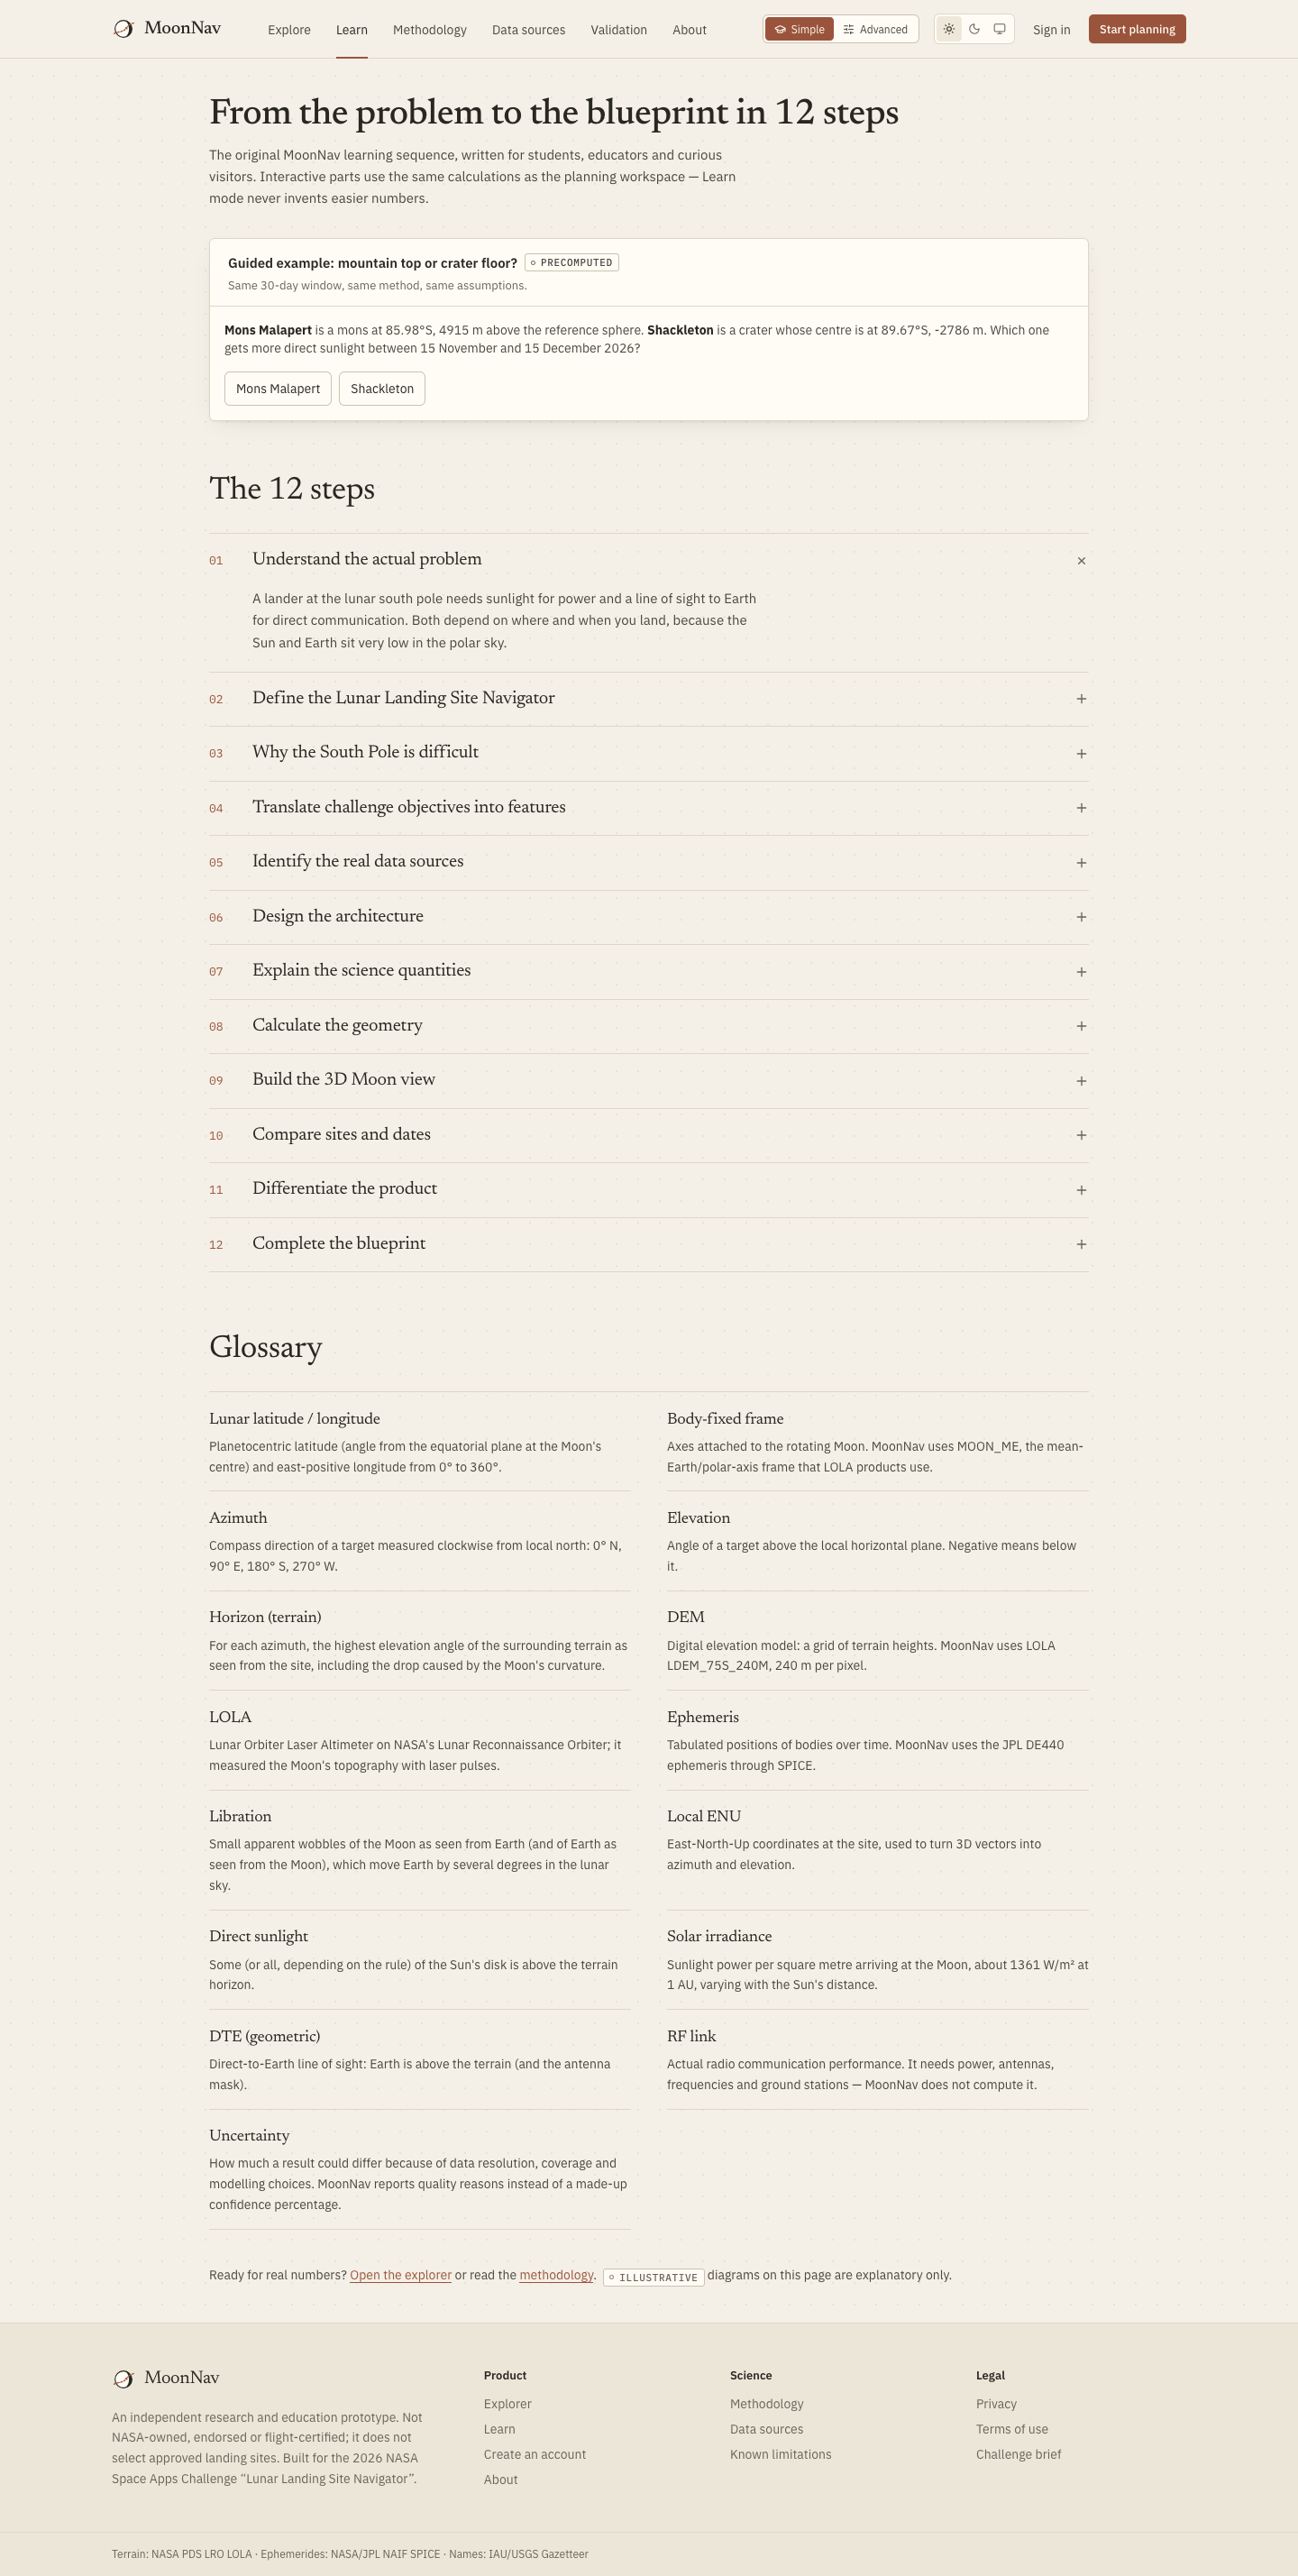 MoonNav
Explore
Learn
Methodology
Data sources
Validation
About
Simple
Advanced
Sign in
Start planning
From the problem to the blueprint in 12 steps
The original MoonNav learning sequence, written for students, educators and curious
visitors. Interactive parts use the same calculations as the planning workspace — Learn
mode never invents easier numbers.
Guided example: mountain top or crater floor? PRECOMPUTED
Same 30-day window, same method, same assumptions.
Mons Malapert is a mons at 85.98°S, 4915 m above the reference sphere. Shackleton is a crater whose centre is at 89.67°S, -2786 m. Which one
gets more direct sunlight between 15 November and 15 December 2026?
Mons Malapert
Shackleton
The 12 steps
01 Understand the actual problem
A lander at the lunar south pole needs sunlight for power and a line of sight to Earth
for direct communication. Both depend on where and when you land, because the
Sun and Earth sit very low in the polar sky.
02 Define the Lunar Landing Site Navigator
03 Why the South Pole is difficult
04 Translate challenge objectives into features
05 Identify the real data sources
06 Design the architecture
07 Explain the science quantities
08 Calculate the geometry
09 Build the 3D Moon view
10 Compare sites and dates
11 Differentiate the product
12 Complete the blueprint
Glossary
Lunar latitude / longitude
Planetocentric latitude (angle from the equatorial plane at the Moon's
centre) and east-positive longitude from 0° to 360°.
Body-fixed frame
Axes attached to the rotating Moon. MoonNav uses MOON_ME, the mean-
Earth/polar-axis frame that LOLA products use.
Azimuth
Compass direction of a target measured clockwise from local north: 0° N,
90° E, 180° S, 270° W.
Elevation
Angle of a target above the local horizontal plane. Negative means below
it.
Horizon (terrain)
For each azimuth, the highest elevation angle of the surrounding terrain as
seen from the site, including the drop caused by the Moon's curvature.
DEM
Digital elevation model: a grid of terrain heights. MoonNav uses LOLA
LDEM_75S_240M, 240 m per pixel.
LOLA
Lunar Orbiter Laser Altimeter on NASA's Lunar Reconnaissance Orbiter; it
measured the Moon's topography with laser pulses.
Ephemeris
Tabulated positions of bodies over time. MoonNav uses the JPL DE440
ephemeris through SPICE.
Libration
Small apparent wobbles of the Moon as seen from Earth (and of Earth as
seen from the Moon), which move Earth by several degrees in the lunar
sky.
Local ENU
East-North-Up coordinates at the site, used to turn 3D vectors into
azimuth and elevation.
Direct sunlight
Some (or all, depending on the rule) of the Sun's disk is above the terrain
horizon.
Solar irradiance
Sunlight power per square metre arriving at the Moon, about 1361 W/m² at
1 AU, varying with the Sun's distance.
DTE (geometric)
Direct-to-Earth line of sight: Earth is above the terrain (and the antenna
mask).
RF link
Actual radio communication performance. It needs power, antennas,
frequencies and ground stations — MoonNav does not compute it.
Uncertainty
How much a result could differ because of data resolution, coverage and
modelling choices. MoonNav reports quality reasons instead of a made-up
confidence percentage.
Ready for real numbers? Open the explorer or read the methodology. ILLUSTRATIVE diagrams on this page are explanatory only.
MoonNav
An independent research and education prototype. Not
NASA-owned, endorsed or flight-certified; it does not
select approved landing sites. Built for the 2026 NASA
Space Apps Challenge “Lunar Landing Site Navigator”.
Product
Explorer
Learn
Create an account
About
Science
Methodology
Data sources
Known limitations
Legal
Privacy
Terms of use
Challenge brief
Terrain: NASA PDS LRO LOLA · Ephemerides: NASA/JPL NAIF SPICE · Names: IAU/USGS Gazetteer